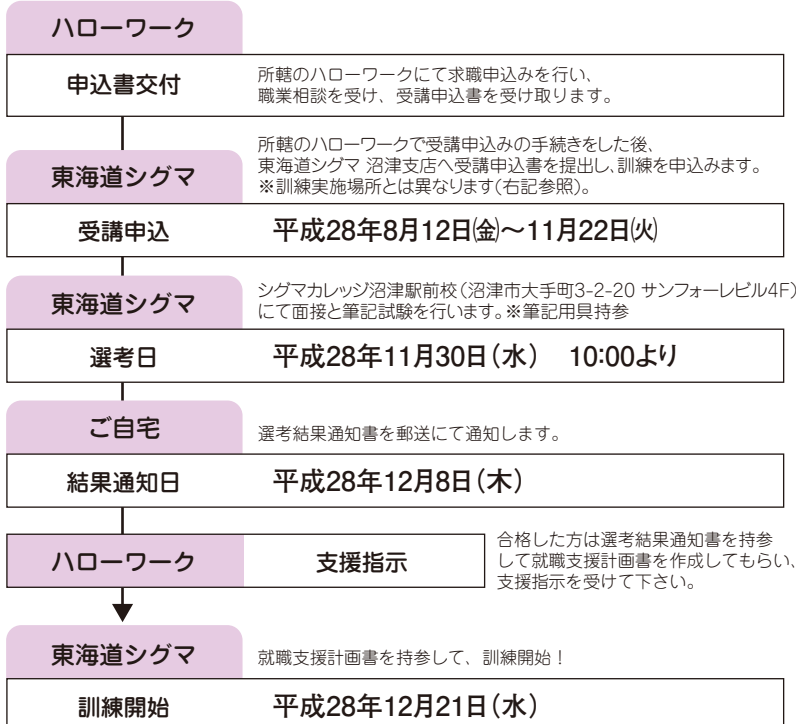 ハローワーク
申込書交付
所轄のハローワークにて求職申込みを行い、
職業相談を受け、受講申込書を受け取ります。
東海道シグマ
所轄のハローワークで受講申込みの手続きをした後、
東海道シグマ 沼津支店へ受講申込書を提出し、訓練を申込みます。
※訓練実施場所とは異なります(右記参照)。
受講申込
平成28年8月12日㈮～11月22日㈫
東海道シグマ
シグマカレッジ沼津駅前校(沼津市大手町3-2-20 サンフォーレビル4F)
にて面接と筆記試験を行います。※筆記用具持参
選考日
平成28年11月30日(水) 10:00より
ご自宅
選考結果通知書を郵送にて通知します。
結果通知日
平成28年12月8日(木)
ハローワーク
支援指示
合格した方は選考結果通知書を持参
して就職支援計画書を作成してもらい、
支援指示を受けて下さい。
東海道シグマ
就職支援計画書を持参して、訓練開始！
訓練開始
平成28年12月21日(水)